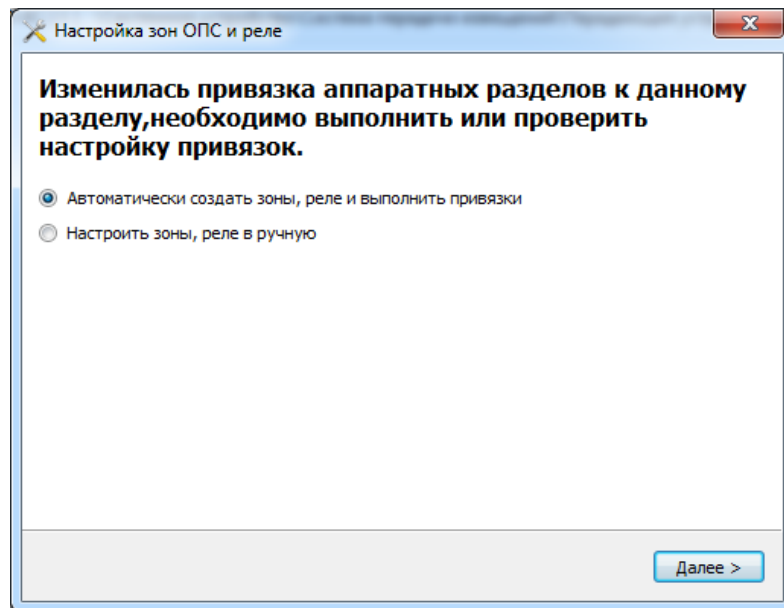 Настройка зон ОПС и реле
Изменилась привязка аппаратных разделов к данному
разделу,необходимо выполнить или проверить
настройку привязок.
Автоматически создать зоны, реле и выполнить привязки
Настроить зоны, реле в ручную
Далее >